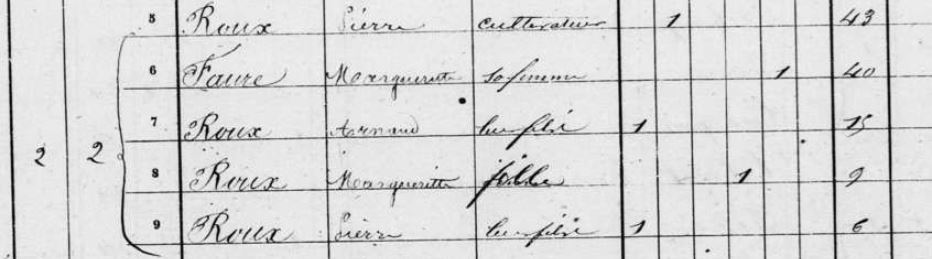 5 Roux Pierre cultivateur 1 43
6 Faure Marguerite sa femme 1 40
7 Roux Arnaud leur fils 1 15
2 2 8 Roux Marguerite fille 1 9
9 Roux Pierre leur fils 1 6